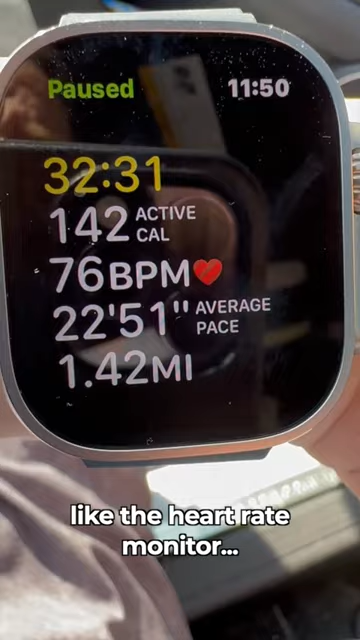 Paused 11:50
32:31
142 ACTIVE CAL
76BPM
22'51" AVERAGE PACE
1.42MI
like the heart rate
monitor...